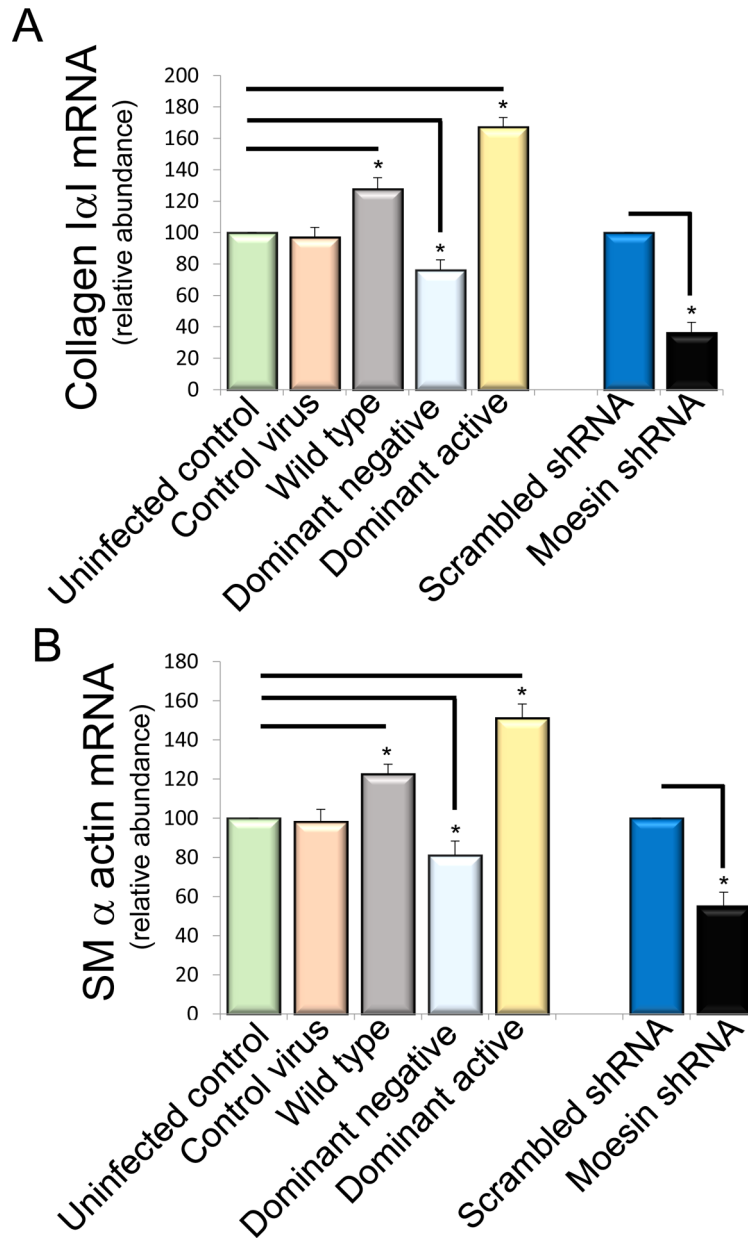 A
Collagen IαI mRNA
(relative abundance)
200
180
160
140
120
100
80
60
40
20
0
*
*
*
*
Uninfected control
Control virus
Wild type
Dominant negative
Dominant active
Scrambled shRNA
Moesin shRNA
B
SM α actin mRNA
(relative abundance)
180
160
140
120
100
80
60
40
20
0
*
*
*
*
Uninfected control
Control virus
Wild type
Dominant negative
Dominant active
Scrambled shRNA
Moesin shRNA